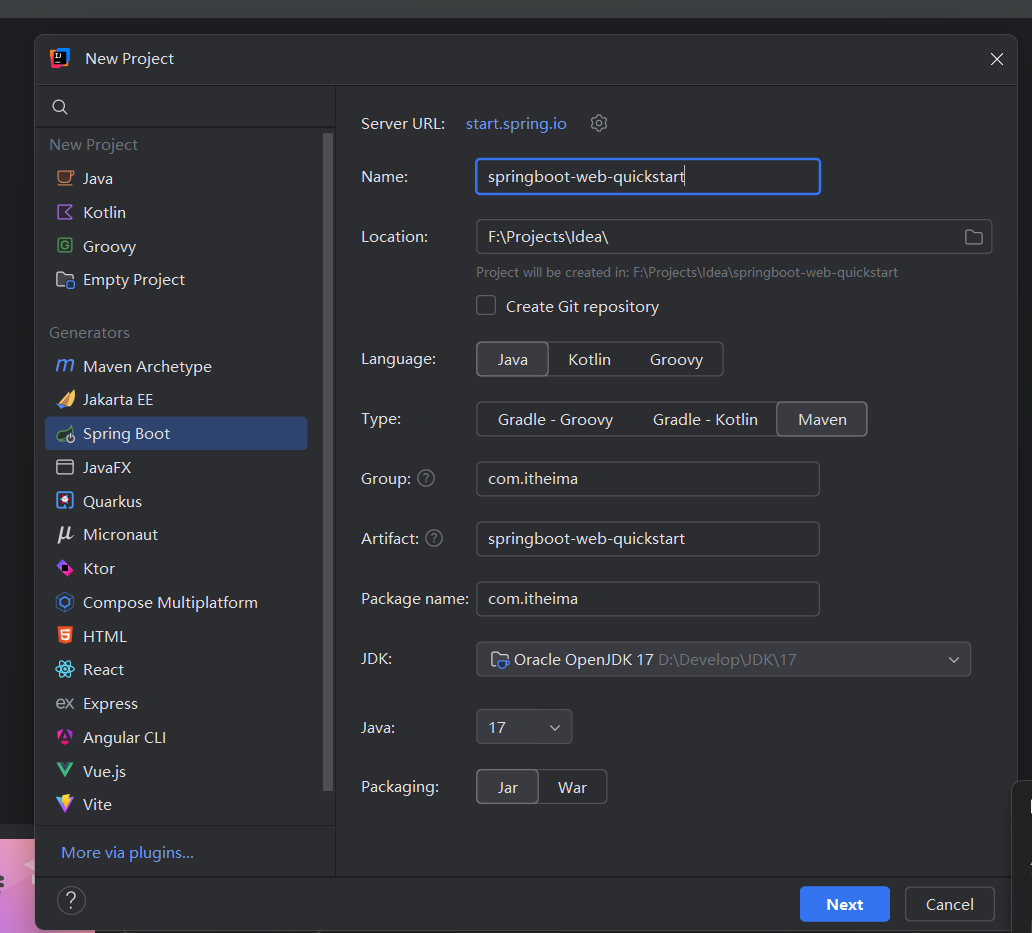 New Project
New Project
Java
Kotlin
Groovy
Empty Project
Generators
Maven Archetype
Jakarta EE
Spring Boot
JavaFX
Quarkus
Micronaut
Ktor
Compose Multiplatform
HTML
React
Express
Angular CLI
Vue.js
Vite
More via plugins...
Server URL: start.spring.io
Name: springboot-web-quickstart
Location: F:\Projects\Idea\
Project will be created in: F:\Projects\Idea\springboot-web-quickstart
Create Git repository
Language: Java Kotlin Groovy
Type: Gradle - Groovy Gradle - Kotlin Maven
Group: com.itheima
Artifact: springboot-web-quickstart
Package name: com.itheima
JDK: Oracle OpenJDK 17 D:\Develop\JDK\17
Java: 17
Packaging: Jar War
? Next Cancel